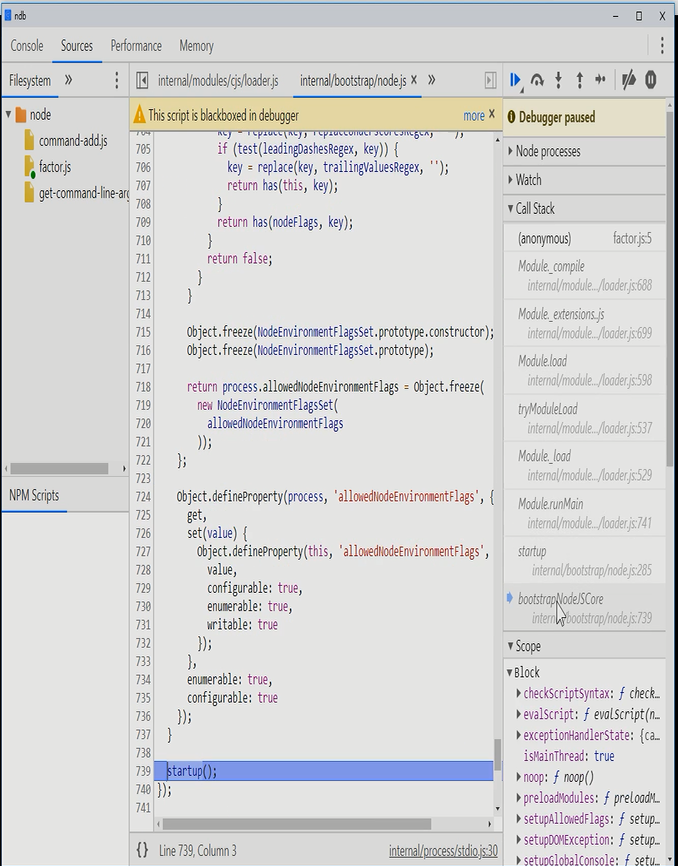 ndb
Console Sources Performance Memory
Filesystem »
internal/modules/cjs/loader.js internal/bootstrap/node.js × »
This script is blackboxed in debugger more ×
node
command-add.js
factor.js
get-command-line-arg
NPM Scripts
705 if (test(leadingDashesRegex, key)) {
706 key = replace(key, trailingValuesRegex, '');
707 return has(this, key);
708 }
709 return has(nodeFlags, key);
710 }
711 return false;
712 }
713 }
714
715 Object.freeze(NodeEnvironmentFlagsSet.prototype.constructor);
716 Object.freeze(NodeEnvironmentFlagsSet.prototype);
717
718 return process.allowedNodeEnvironmentFlags = Object.freeze(
719 new NodeEnvironmentFlagsSet(
720 allowedNodeEnvironmentFlags
721 ));
722 };
723
724 Object.defineProperty(process, 'allowedNodeEnvironmentFlags', {
725 get,
726 set(value) {
727 Object.defineProperty(this, 'allowedNodeEnvironmentFlags',
728 value,
729 configurable: true,
730 enumerable: true,
731 writable: true
732 });
733 },
734 enumerable: true,
735 configurable: true
736 });
737 }
738
739 startup();
740 });
741
{} Line 739, Column 3 internal/process/stdio.js:30
Debugger paused
Node processes
Watch
Call Stack
(anonymous) factor.js:5
Module._compile
internal/module.../loader.js:688
Module._extensions.js
internal/module.../loader.js:699
Module.load
internal/module.../loader.js:598
tryModuleLoad
internal/module.../loader.js:537
Module._load
internal/module.../loader.js:529
Module.runMain
internal/module.../loader.js:741
startup
internal/bootstrap/node.js:285
bootstrapNodeJSCore
internal/bootstrap/node.js:739
Scope
Block
checkScriptSyntax: ƒ check…
evalScript: ƒ evalScript(n…
exceptionHandlerState: {ca…
isMainThread: true
noop: ƒ noop()
preloadModules: ƒ preloadM…
setupAllowedFlags: ƒ setup…
setupDOMException: ƒ setup…
setupGlobalConsole: ƒ setup…